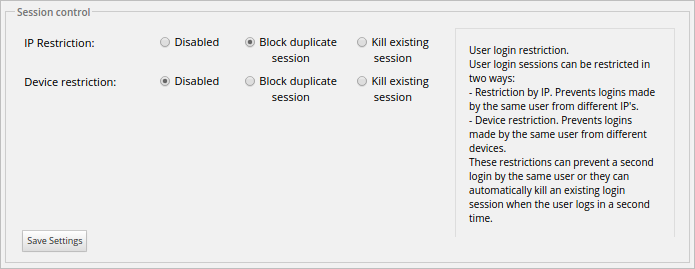 Session control
IP Restriction:
Disabled
Block duplicate
session
Kill existing
session
Device restriction:
Disabled
Block duplicate
session
Kill existing
session
User login restriction.
User login sessions can be restricted in
two ways:
- Restriction by IP. Prevents logins made
by the same user from different IP's.
- Device restriction. Prevents logins
made by the same user from different
devices.
These restrictions can prevent a second
login by the same user or they can
automatically kill an existing login
session when the user logs in a second
time.
Save Settings